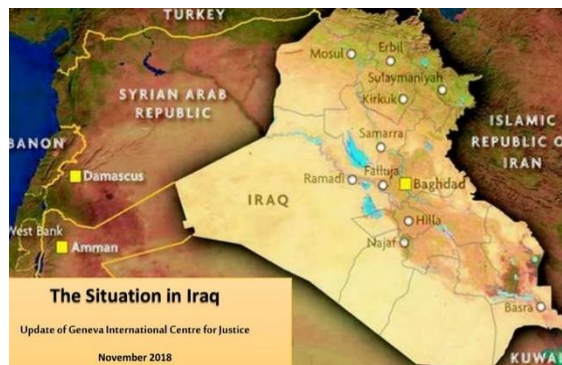 TURKEY
Mosul
Erbil
Sulaymaniyah
Kirkuk
SYRIAN ARAB
REPUBLIC
ISLAMIC
REPUBLIC O
IRAN
Samarra
BANON
Damascus
Ramadi
Falluja
Baghdad
IRAQ
Hilla
West Bank
Amman
Najaf
Basra
KUWA
The Situation in Iraq
Update of Geneva International Centre for Justice
November 2018